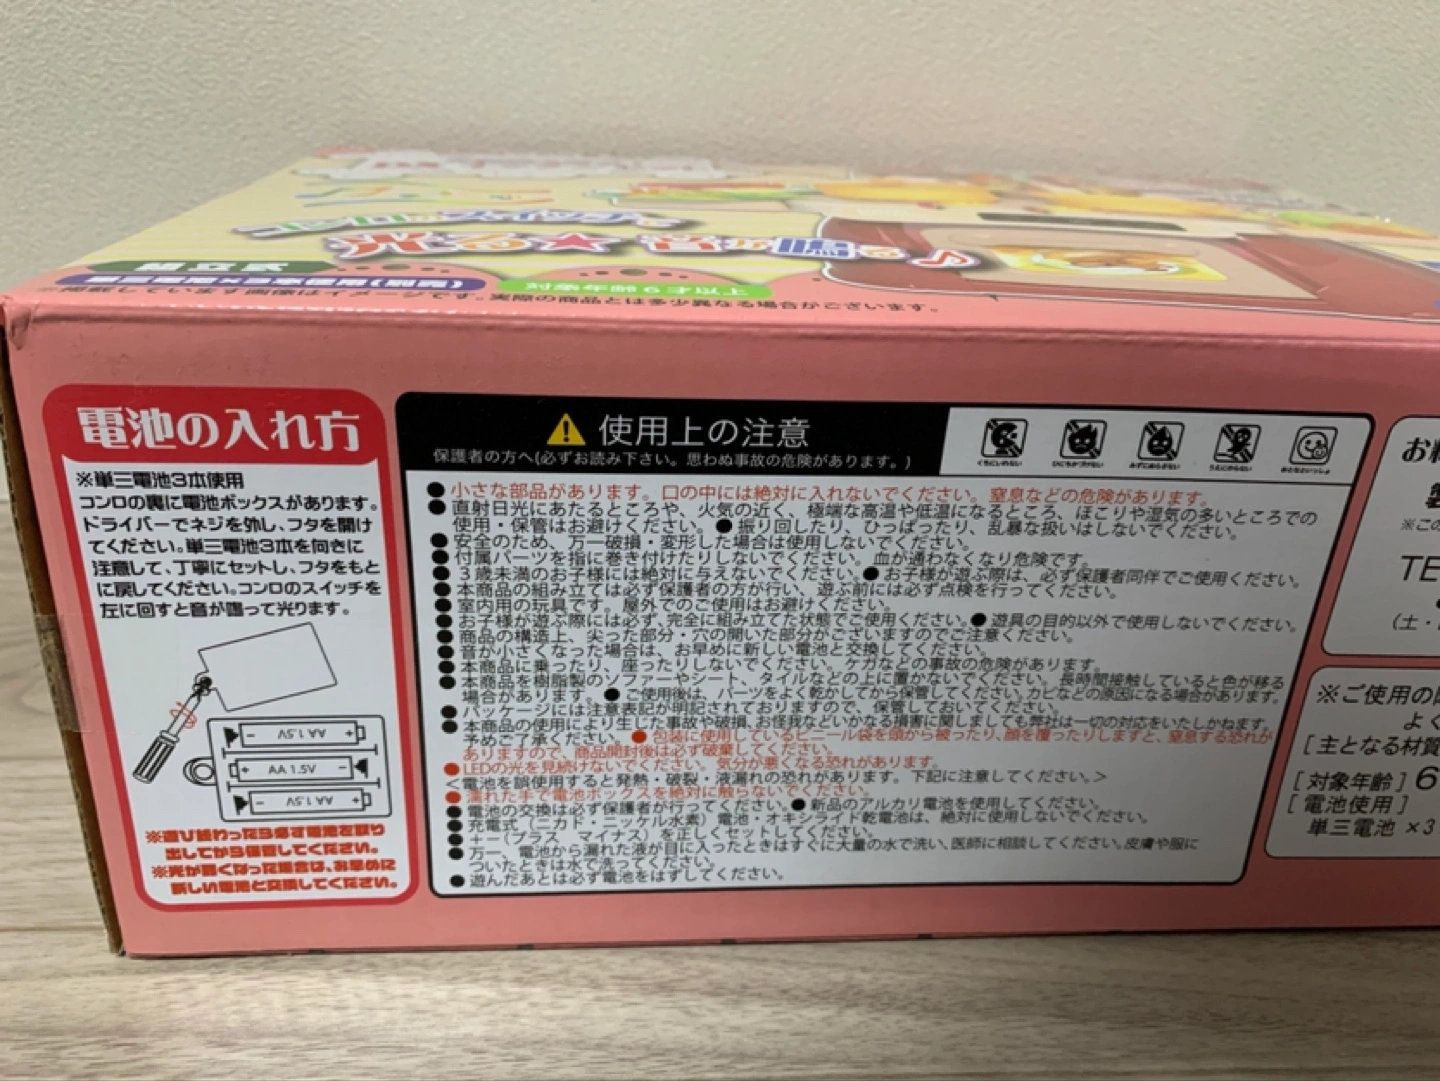 コンロのスイッチで
光る★音が鳴る♪
組立式
対象年齢6才以上
※掲載しています画像はイメージです。実際の商品とは多少異なる場合がございます。
電池の入れ方
※単三電池3本使用
コンロの裏に電池ボックスがあります。
ドライバーでネジを外し、フタを開け
てください。単三電池3本を向きに
注意して、丁寧にセットし、フタをもと
に戻してください。コンロのスイッチを
左に回すと音が鳴って光ります。
AA 1.5V
AA 1.5V
AA 1.5V
※遊び終わったら必ず電池を取り
出してから保管してください。
※光が弱くなった場合は、お早めに
新しい電池と交換してください。
使用上の注意
保護者の方へ(必ずお読み下さい。思わぬ事故の危険があります。)
くちにいれない
ひにちかづけない
みずにぬらさない
うえにのらない
おとなといっしょ
●小さな部品があります。口の中には絶対に入れないでください。窒息などの危険があります。
●直射日光にあたるところや、火気の近く、極端な高温や低温になるところ、ほこりや湿気の多いところでの
使用・保管はお避けください。●振り回したり、ひっぱったり、乱暴な扱いはしないでください。
●安全のため、万一破損・変形した場合は使用しないでください。
●付属パーツを指に巻き付けたりしないでください。血が通わなくなり危険です。
●3歳未満のお子様には絶対に与えないでください。●お子様が遊ぶ際は、必ず保護者同伴でご使用ください。
●本商品の組み立ては必ず保護者の方が行い、遊ぶ前には必ず点検を行ってください。
●室内用の玩具です。屋外でのご使用はお避けください。
●お子様が遊ぶ際には必ず、完全に組み立てた状態でご使用ください。●遊具の目的以外で使用しないでください。
●商品の構造上、尖った部分・穴の開いた部分がございますのでご注意ください。
●音が小さくなった場合は、お早めに新しい電池と交換してください。
●本商品に乗ったり、座ったりしないでください。ケガなどの事故の危険があります。
●本商品を樹脂製のソファーやシート、タイルなどの上に置かないでください。長時間接触していると色が移る
場合があります。●ご使用後は、パーツをよく乾かしてから保管してください。カビなどの原因になる場合があります。
●パッケージには注意表記が明記されておりますので、保管しておいてください。
●本商品の使用により生じた事故や破損、お怪我などいかなる損害に関しましても弊社は一切の対応をいたしかねます。
予めご了承ください。●包装に使用しているビニール袋を頭から被ったり、顔を覆ったりしますと、窒息する恐れが
ありますので、商品開封後は必ず破棄してください。
●LEDの光を見続けないでください。気分が悪くなる恐れがあります。
<電池を誤使用すると発熱・破裂・液漏れの恐れがあります。下記に注意してください。>
●濡れた手で電池ボックスを絶対に触らないでください。
●電池の交換は必ず保護者が行ってください。●新品のアルカリ電池を使用してください。
●充電式(ニカド・ニッケル水素)電池・オキシライド乾電池は、絶対に使用しないでください。
●+−(プラス マイナス)を正しくセットしてください。
●万一、電池から漏れた液が目に入ったときはすぐに大量の水で洗い、医師に相談してください。皮膚や服に
ついたときは水で洗ってください。
●遊んだあとは必ず電池をはずしてください。
※この
TE
(土・
※ご使用の
よく
[主となる材質
[対象年齢] 6
[電池使用]
単三電池 ×3